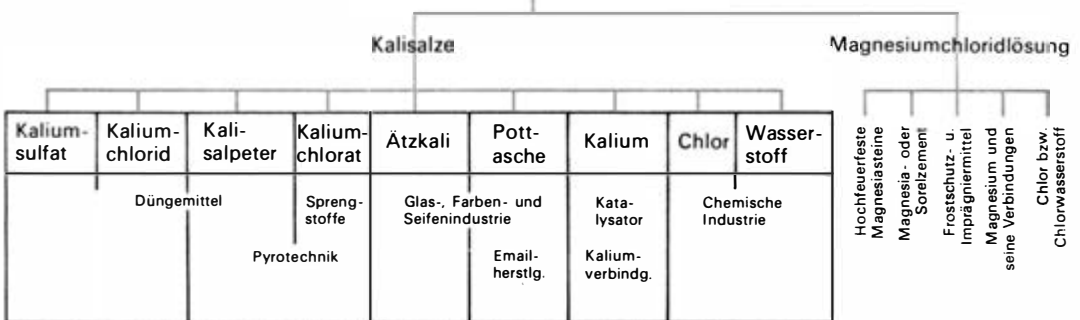 Kalisalze
Magnesiumchloridlösung
Kalium-
sulfat
Kalium-
chlorid
Kali-
salpeter
Kalium-
chlorat
Ätzkali
Pott-
asche
Kalium
Chlor
Wasser-
stoff
Düngemittel
Spreng-
stoffe
Glas-, Farben- und
Seifenindustrie
Kata-
lysator
Chemische
Industrie
Pyrotechnik
Email-
herstlg.
Kalium-
verbindg.
Hochfeuerfeste
Magnesiasteine
Magnesia- oder
Sorelzement
Frostschutz- u.
Imprägniermittel
Magnesium und
seine Verbindungen
Chlor bzw.
Chlorwasserstoff